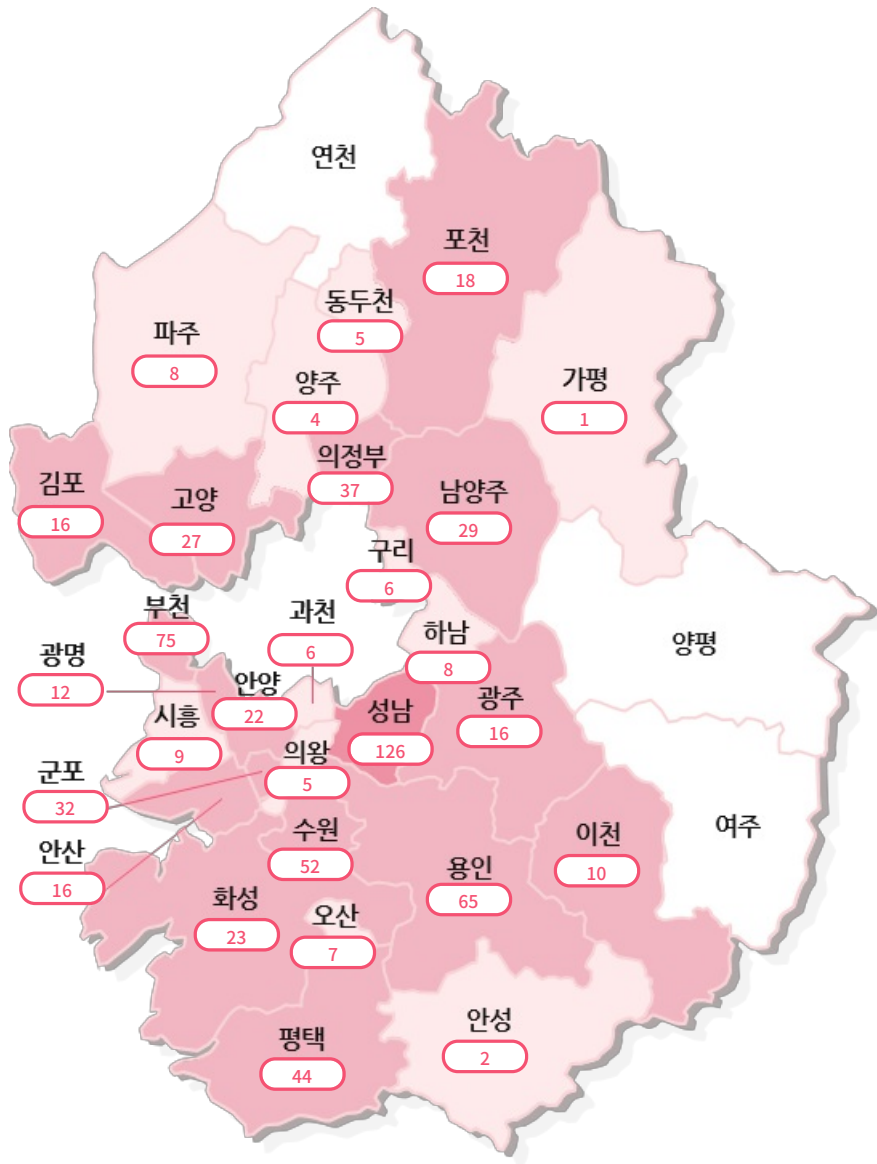 연천
포천
18
동두천
5
파주
8
양주
4
가평
1
의정부
37
김포
16
고양
27
남양주
29
구리
6
부천
75
과천
6
하남
8
양평
광명
12
안양
22
성남
126
광주
16
시흥
9
의왕
5
군포
32
수원
52
이천
10
여주
안산
16
화성
23
용인
65
오산
7
안성
2
평택
44